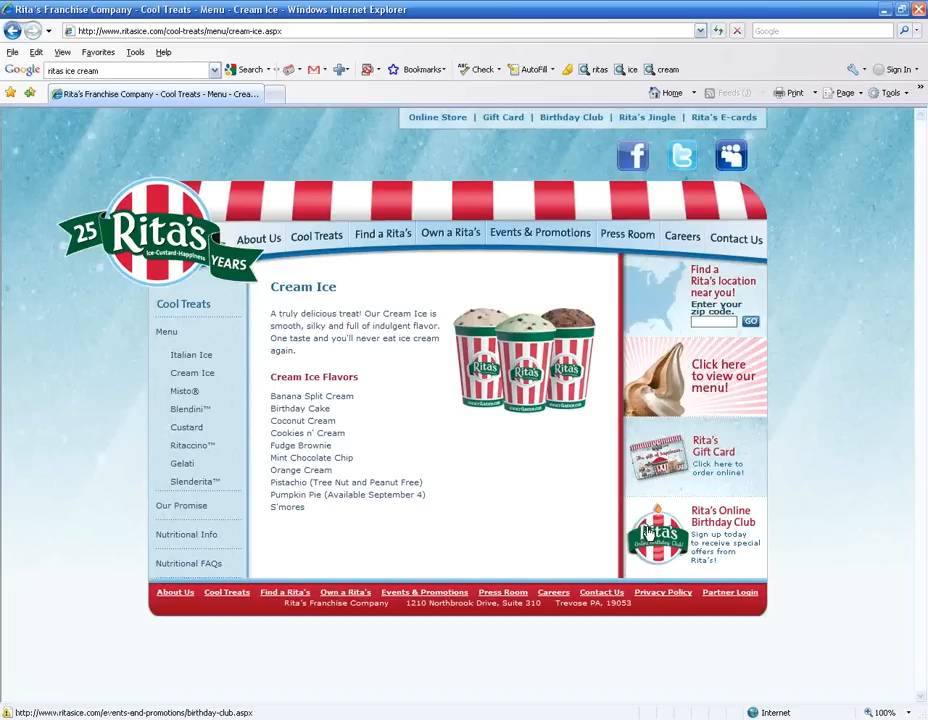 Rita's Franchise Company - Cool Treats - Menu - Cream Ice - Windows Internet Explorer
http://www.ritasice.com/cool-treats/menu/cream-ice.aspx
Google
File Edit View Favorites Tools Help
Google ritas ice cream Search Bookmarks Check AutoFill ritas ice cream Sign In
Rita's Franchise Company - Cool Treats - Menu - Crea...
Home Feeds (J) Print Page Tools
Online Store | Gift Card | Birthday Club | Rita's Jingle | Rita's E-cards
25 Rita's Ice-Custard-Happiness YEARS
About Us Cool Treats Find a Rita's Own a Rita's Events & Promotions Press Room Careers Contact Us
Cool Treats
Menu
Italian Ice
Cream Ice
Misto®
Blendini™
Custard
Ritaccino™
Gelati
Slenderita™
Our Promise
Nutritional Info
Nutritional FAQs
Cream Ice
A truly delicious treat! Our Cream Ice is
smooth, silky and full of indulgent flavor.
One taste and you'll never eat ice cream
again.
Cream Ice Flavors
Banana Split Cream
Birthday Cake
Coconut Cream
Cookies n' Cream
Fudge Brownie
Mint Chocolate Chip
Orange Cream
Pistachio (Tree Nut and Peanut Free)
Pumpkin Pie (Available September 4)
S'mores
Rita's Rita's Rita's
Find a
Rita's location
near you!
Enter your
zip code.
GO
Click here
to view our
menu!
Rita's
Gift Card
Click here to
order online!
Rita's Online
Birthday Club
Sign up today
to receive special
offers from
Rita's!
About Us Cool Treats Find a Rita's Own a Rita's Events & Promotions Press Room Careers Contact Us Privacy Policy Partner Login
Rita's Franchise Company 1210 Northbrook Drive, Suite 310 Trevose PA, 19053
http://www.ritasice.com/events-and-promotions/birthday-club.aspx Internet 100%